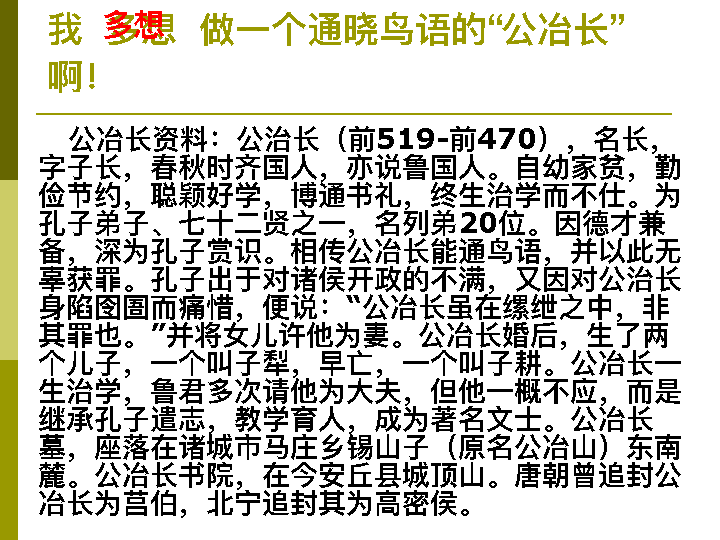 我 多想 做一个通晓鸟语的“公冶长”
啊！
公冶长资料：公治长（前519-前470），名长，
字子长，春秋时齐国人，亦说鲁国人。自幼家贫，勤
俭节约，聪颖好学，博通书礼，终生治学而不仕。为
孔子弟子、七十二贤之一，名列弟20位。因德才兼
备，深为孔子赏识。相传公冶长能通鸟语，并以此无
辜获罪。孔子出于对诸侯开政的不满，又因对公治长
身陷囹圄而痛惜，便说：“公冶长虽在缧绁之中，非
其罪也。”并将女儿许他为妻。公冶长婚后，生了两
个儿子，一个叫子犁，早亡，一个叫子耕。公冶长一
生治学，鲁君多次请他为大夫，但他一概不应，而是
继承孔子遣志，教学育人，成为著名文士。公冶长
墓，座落在诸城市马庄乡锡山子（原名公冶山）东南
麓。公冶长书院，在今安丘县城顶山。唐朝曾追封公
冶长为莒伯，北宁追封其为高密侯。